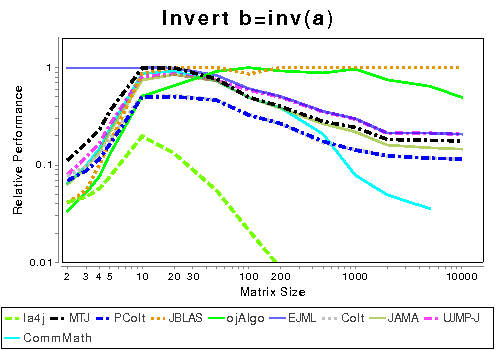 Invert b=inv(a)
Relative Performance
1
0.1
0.01
2 3 4 5 10 20 30 50 100 200 1000 10000
Matrix Size
la4j MTJ PColt JBLAS ojAlgo EJML Colt JAMA UJMP-J
CommMath